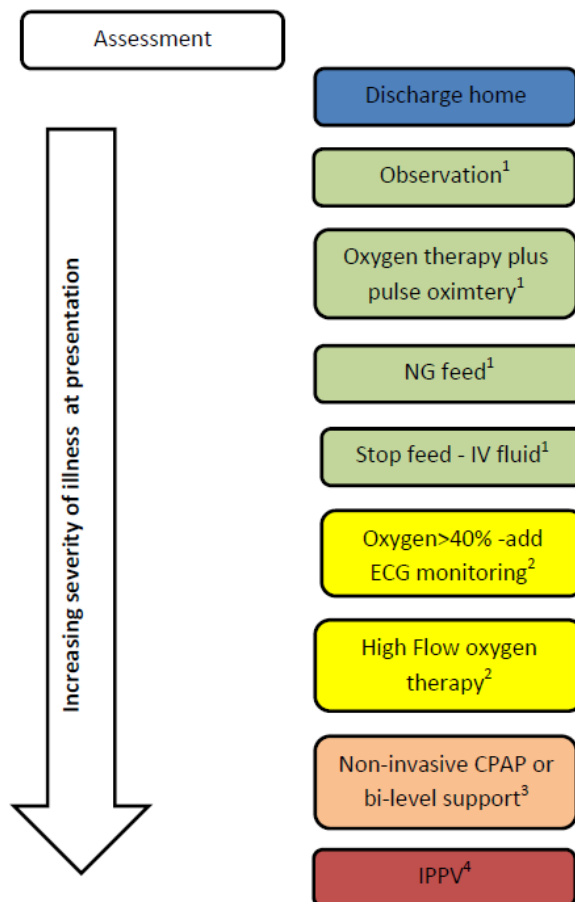 Assessment
Discharge home
Observation¹
Oxygen therapy plus
pulse oximtery¹
NG feed¹
Stop feed - IV fluid¹
Oxygen>40% -add
ECG monitoring²
High Flow oxygen
therapy²
Non-invasive CPAP or
bi-level support³
IPPV⁴
Increasing severity of illness at presentation